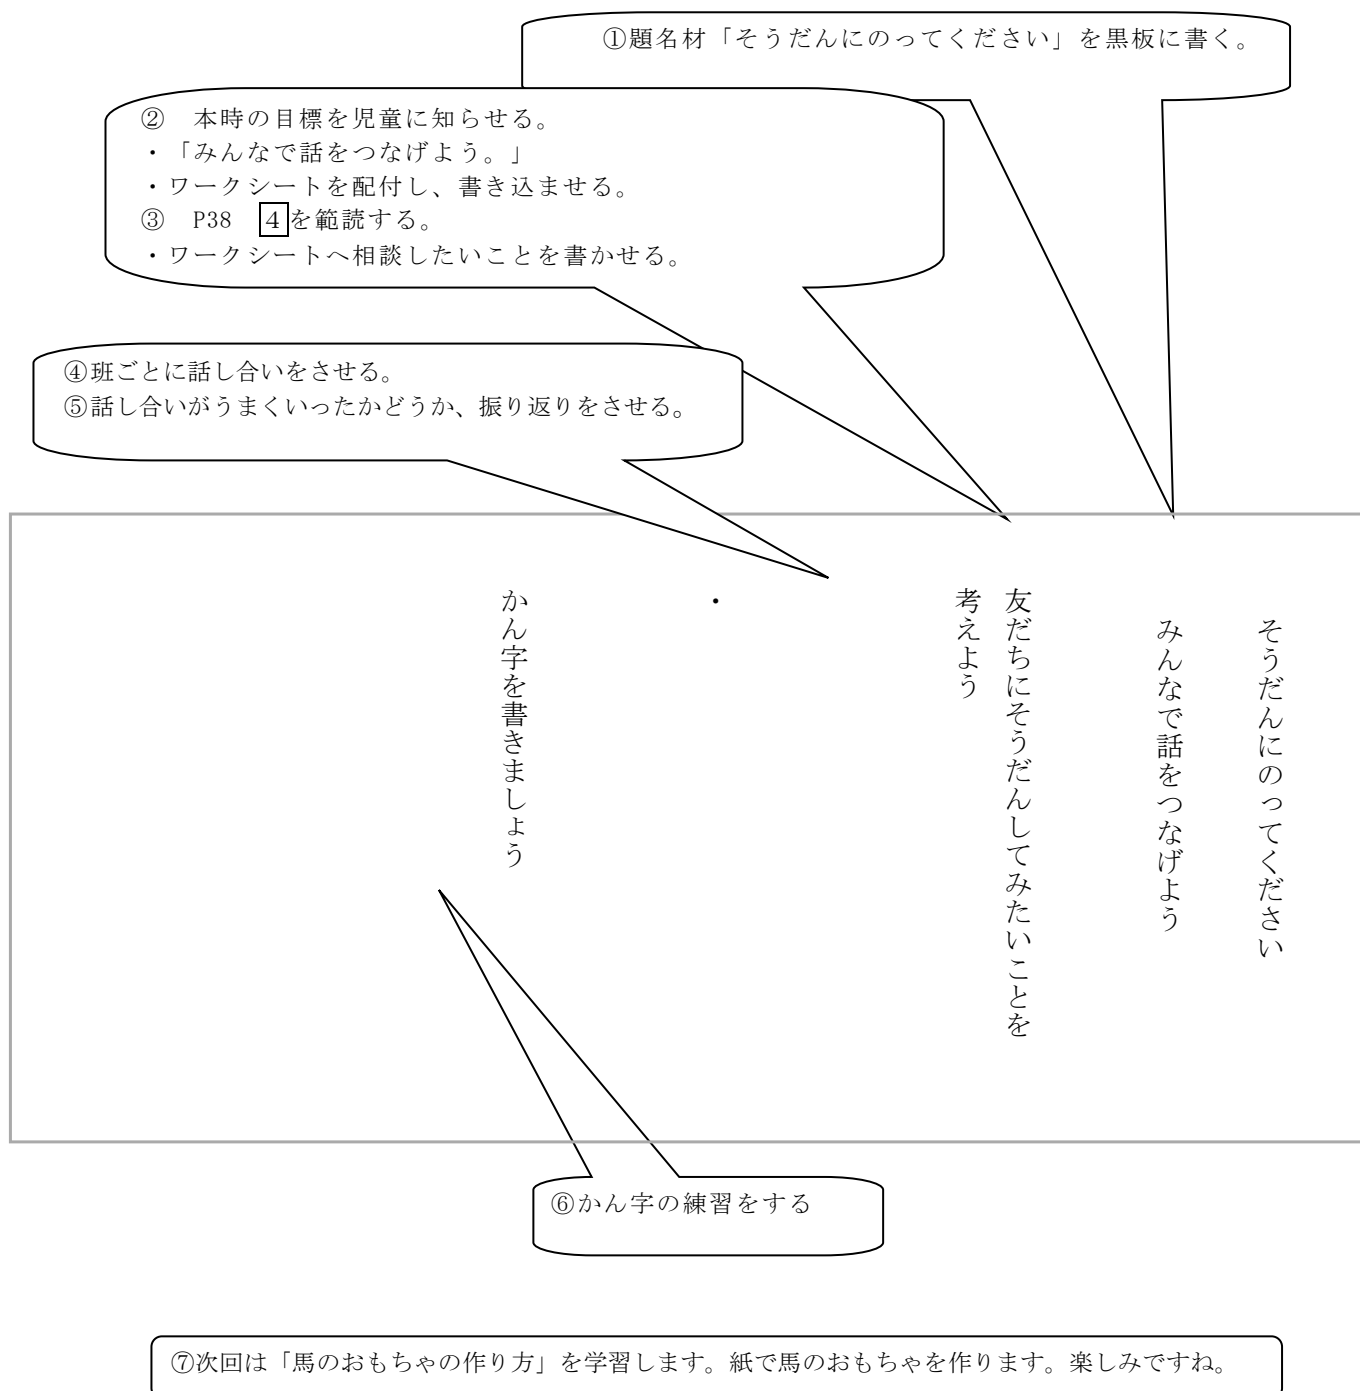 ①題名材「そうだんにのってください」を黒板に書く。
②　本時の目標を児童に知らせる。
・「みんなで話をつなげよう。」
・ワークシートを配付し、書き込ませる。
③　P38　4を範読する。
・ワークシートへ相談したいことを書かせる。
④班ごとに話し合いをさせる。
⑤話し合いがうまくいったかどうか、振り返りをさせる。
そうだんにのってください
みんなで話をつなげよう
友だちにそうだんしてみたいことを
考えよう
・
かん字を書きましょう
⑥かん字の練習をする
⑦次回は「馬のおもちゃの作り方」を学習します。紙で馬のおもちゃを作ります。楽しみですね。